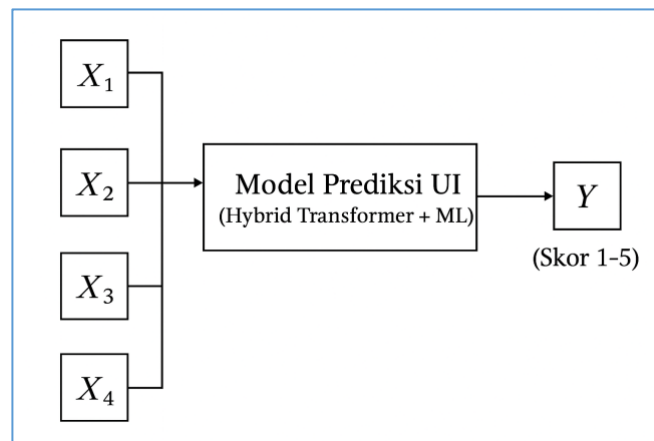 X₁
X₂
X₃
X₄
Model Prediksi UI
(Hybrid Transformer + ML)
Y
(Skor 1-5)